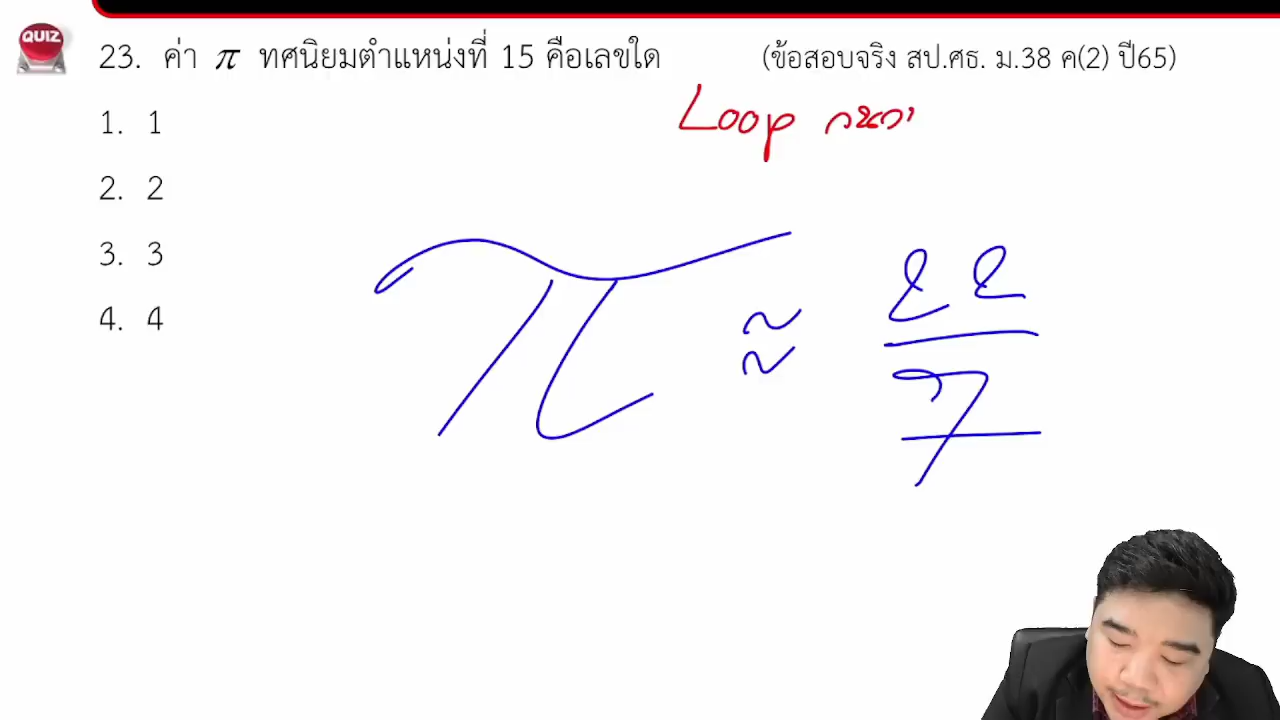 QUIZ
23. ค่า π ทศนิยมตำแหน่งที่ 15 คือเลขใด (ข้อสอบจริง สป.ศธ. ม.38 ค(2) ปี65)
Loop
1. 1
2. 2
3. 3
4. 4
π ≈ 22/7